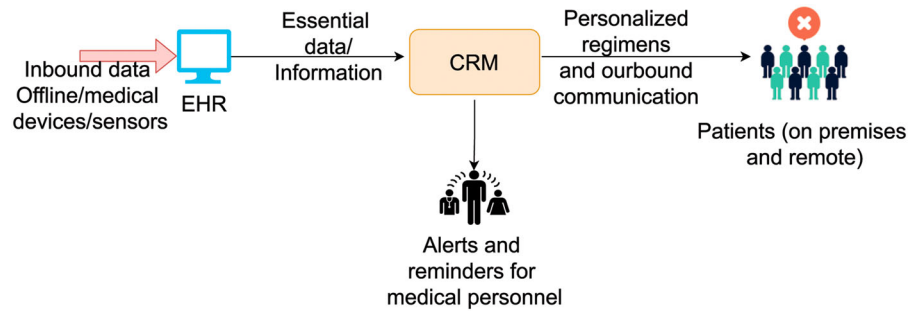 Inbound data
Offline/medical
devices/sensors
EHR
Essential
data/
Information
CRM
Personalized
regimens
and ourbound
communication
Patients (on premises
and remote)
Alerts and
reminders for
medical personnel